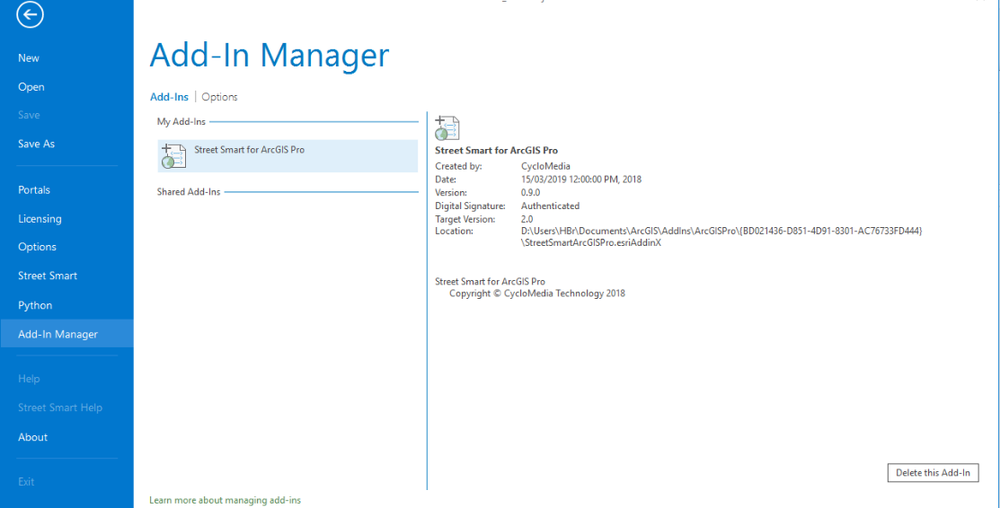 New
Open
Save
Save As
Portals
Licensing
Options
Street Smart
Python
Add-In Manager
Help
Street Smart Help
About
Exit
Add-In Manager
Add-Ins | Options
My Add-Ins
Street Smart for ArcGIS Pro
Shared Add-Ins
Learn more about managing add-ins
Street Smart for ArcGIS Pro
Created by: CycloMedia
Date: 15/03/2019 12:00:00 PM, 2018
Version: 0.9.0
Digital Signature: Authenticated
Target Version: 2.0
Location: D:\Users\HBr\Documents\ArcGIS\AddIns\ArcGISPro\{BD021436-D851-4D91-8301-AC76733FD444}
\StreetSmartArcGISPro.esriAddinX
Street Smart for ArcGIS Pro
Copyright © CycloMedia Technology 2018
Delete this Add-In